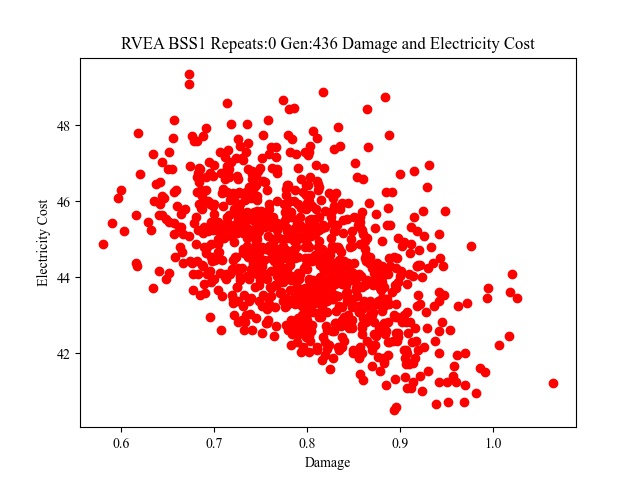 RVEA BSS1 Repeats:0 Gen:436 Damage and Electricity Cost
48
46
44
42
Electricity Cost
0.6 0.7 0.8 0.9 1.0
Damage